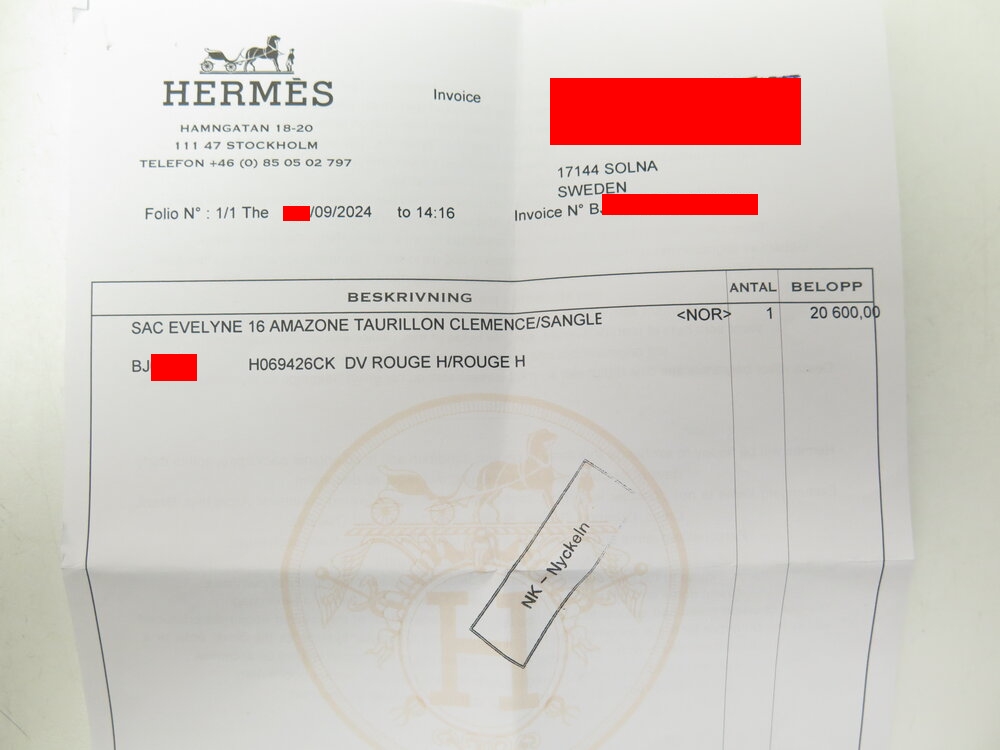 HERMÈS
HAMNGATAN 18-20
111 47 STOCKHOLM
TELEFON +46 (0) 85 05 02 797
Invoice
17144 SOLNA
SWEDEN
Folio N° : 1/1 The /09/2024 to 14:16
Invoice N° BJ
BESKRIVNING ANTAL BELOPP
SAC EVELYNE 16 AMAZONE TAURILLON CLEMENCE/SANGLE <NOR> 1 20 600,00
BJ H069426CK DV ROUGE H/ROUGE H
NK - Nyckeln
H